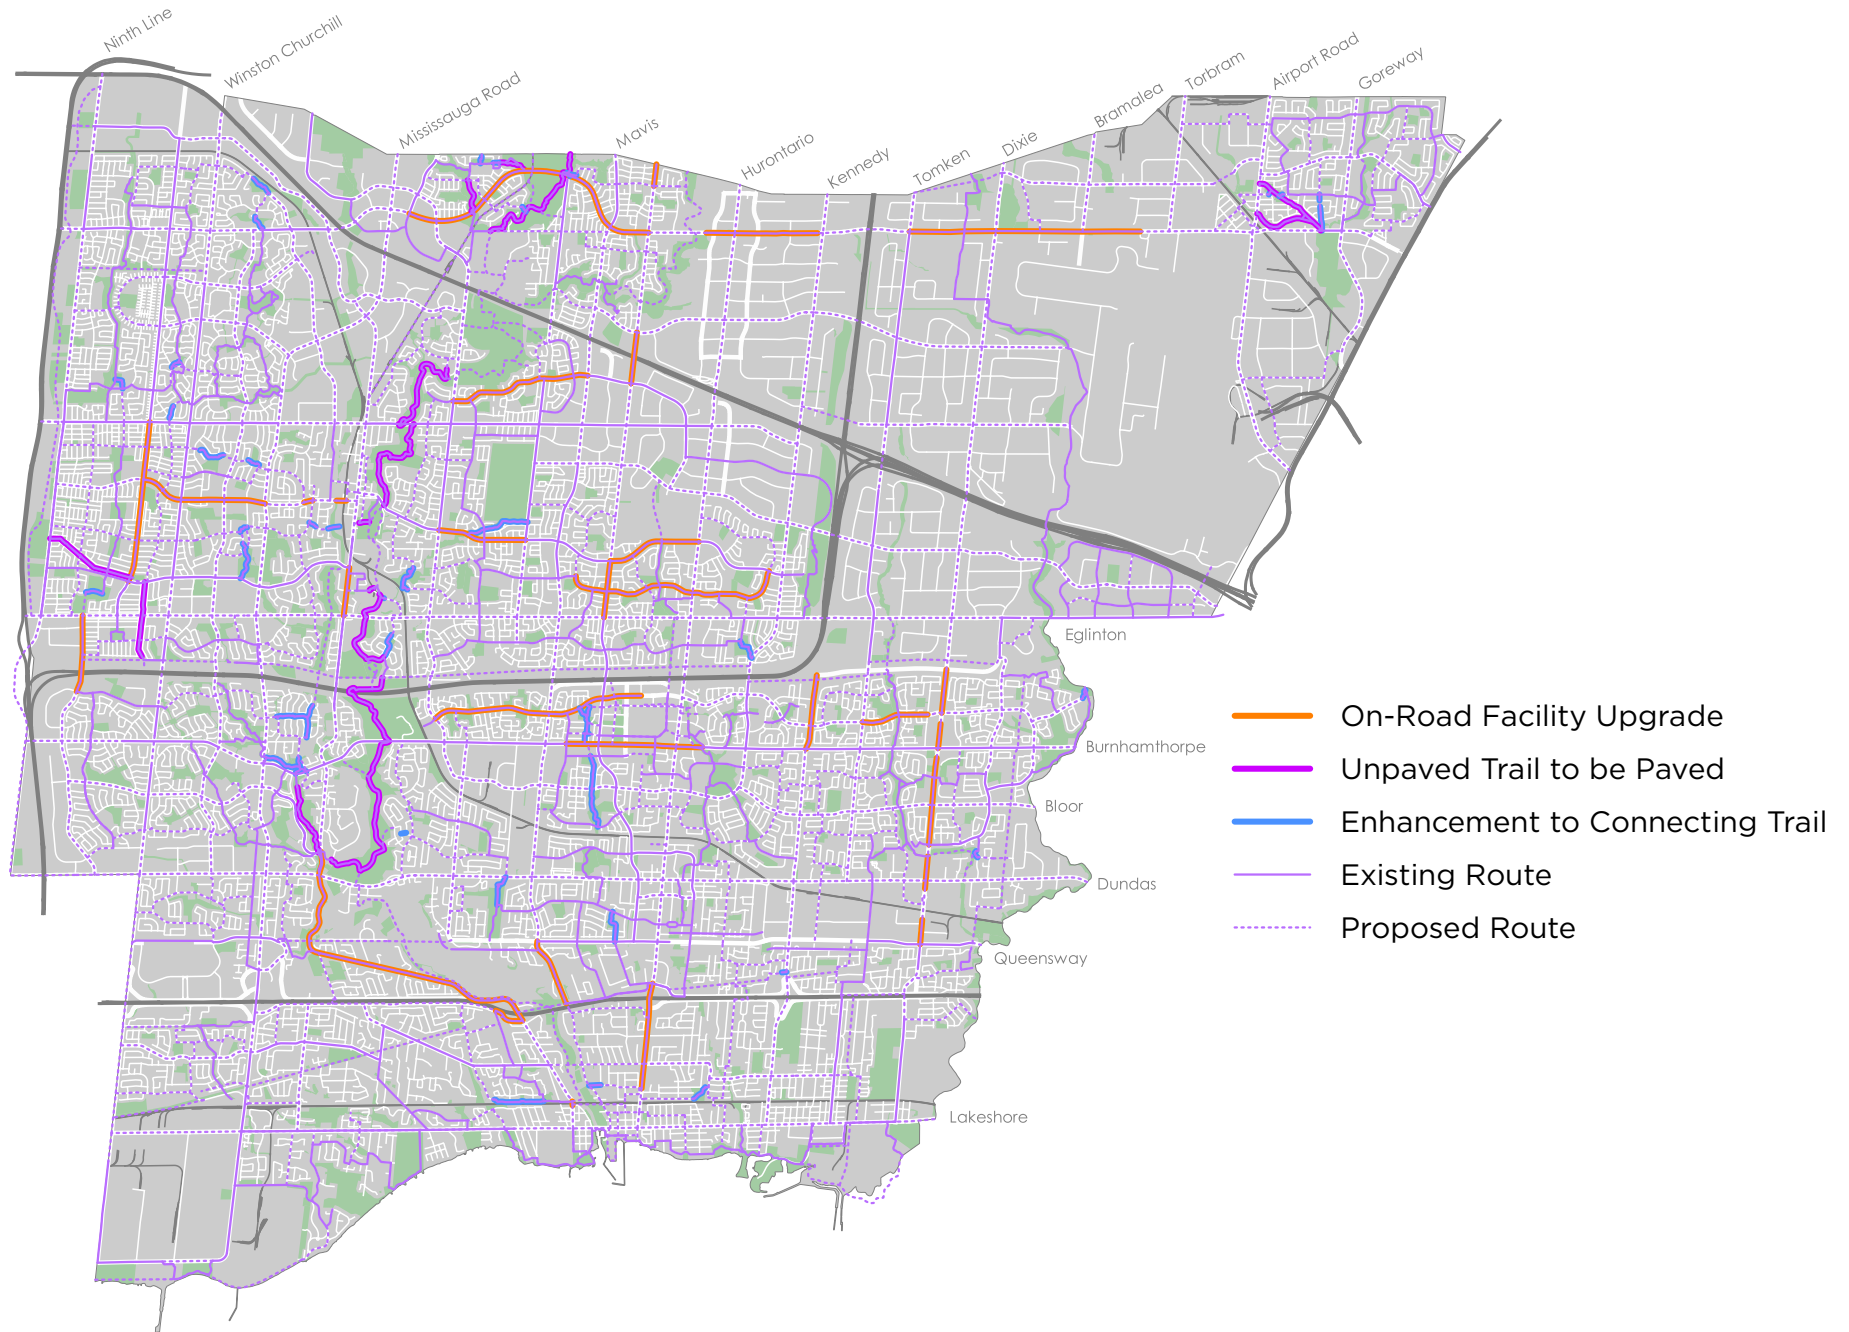 Ninth Line
Winston Churchill
Mississauga Road
Mavis
Hurontario
Kennedy
Tomken
Dixie
Bramalea
Torbram
Airport Road
Goreway
Eglinton
Burnhamthorpe
Bloor
Dundas
Queensway
Lakeshore
On-Road Facility Upgrade
Unpaved Trail to be Paved
Enhancement to Connecting Trail
Existing Route
Proposed Route